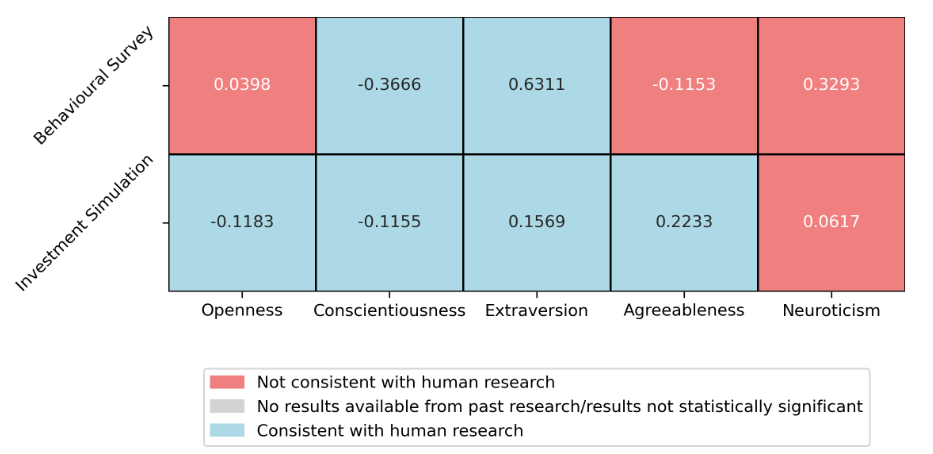 Behavioural Survey
0.0398 -0.3666 0.6311 -0.1153 0.3293
Investment Simulation
-0.1183 -0.1155 0.1569 0.2233 0.0617
Openness Conscientiousness Extraversion Agreeableness Neuroticism
Not consistent with human research
No results available from past research/results not statistically significant
Consistent with human research